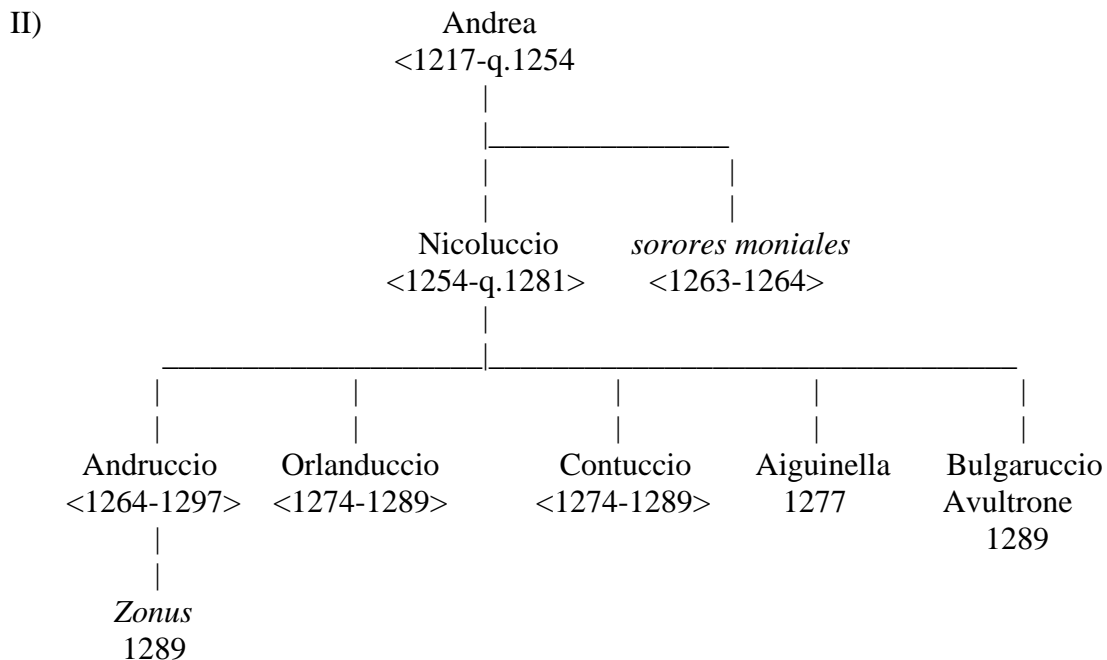 II) Andrea
<1217-q.1254
Nicoluccio sorores moniales
<1254-q.1281> <1263-1264>
Andruccio Orlanduccio Contuccio Aiguinella Bulgaruccio
<1264-1297> <1274-1289> <1274-1289> 1277 Avultrone
1289
Zonus
1289